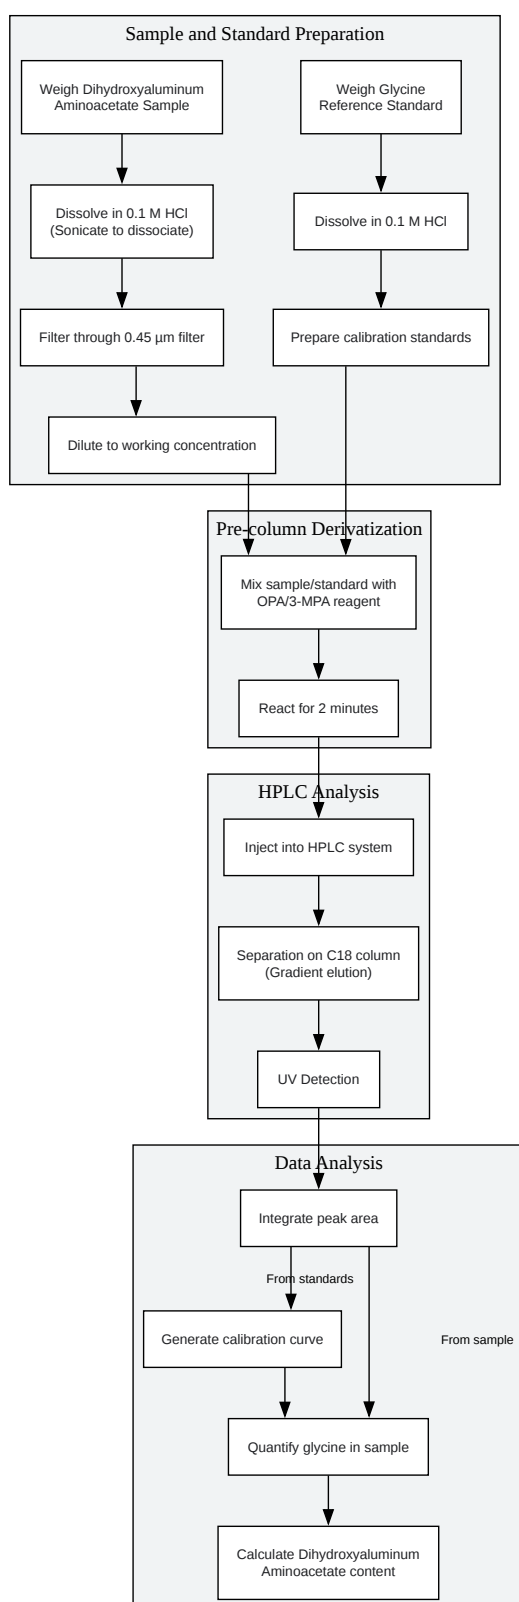 Sample and Standard Preparation
Weigh Dihydroxyaluminum
Aminoacetate Sample
Weigh Glycine
Reference Standard
Dissolve in 0.1 M HCl
(Sonicate to dissociate)
Dissolve in 0.1 M HCl
Filter through 0.45 µm filter
Prepare calibration standards
Dilute to working concentration
Pre-column Derivatization
Mix sample/standard with
OPA/3-MPA reagent
React for 2 minutes
HPLC Analysis
Inject into HPLC system
Separation on C18 column
(Gradient elution)
UV Detection
Data Analysis
Integrate peak area
From standards
Generate calibration curve
From sample
Quantify glycine in sample
Calculate Dihydroxyaluminum
Aminoacetate content